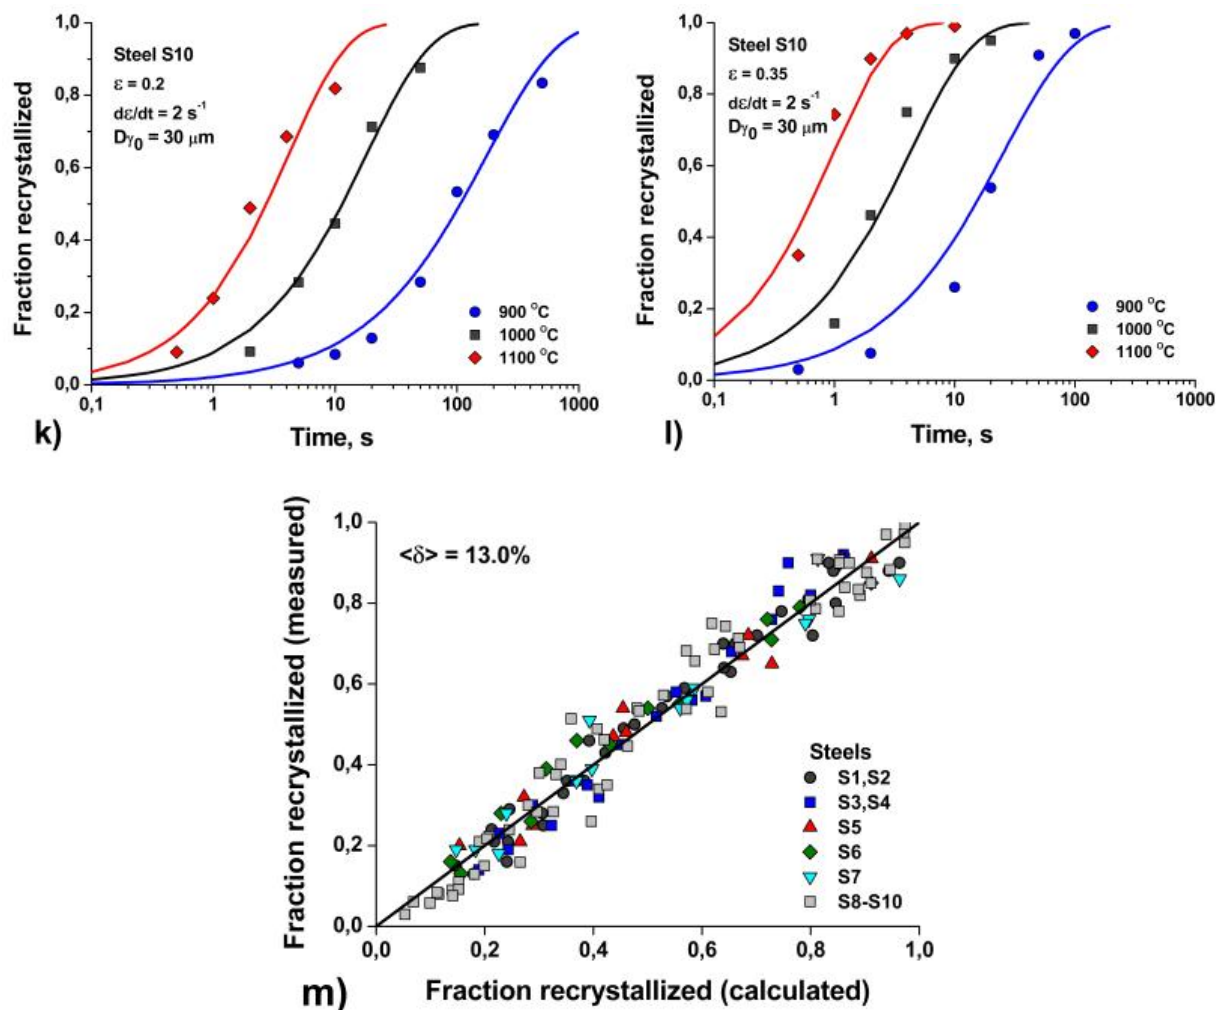 1,0
0,8
0,6
0,4
0,2
0,0
Fraction recrystallized
Steel S10
ε = 0.2
dε/dt = 2 s⁻¹
Dγ₀ = 30 μm
900 °C
1000 °C
1100 °C
0,1 1 10 100 1000
Time, s
k)
1,0
0,8
0,6
0,4
0,2
0,0
Fraction recrystallized
Steel S10
ε = 0.35
dε/dt = 2 s⁻¹
Dγ₀ = 30 μm
900 °C
1000 °C
1100 °C
0,1 1 10 100 1000
Time, s
l)
1,0
0,8
0,6
0,4
0,2
0,0
Fraction recrystallized (measured)
<δ> = 13.0%
Steels
S1,S2
S3,S4
S5
S6
S7
S8-S10
0,0 0,2 0,4 0,6 0,8 1,0
Fraction recrystallized (calculated)
m)